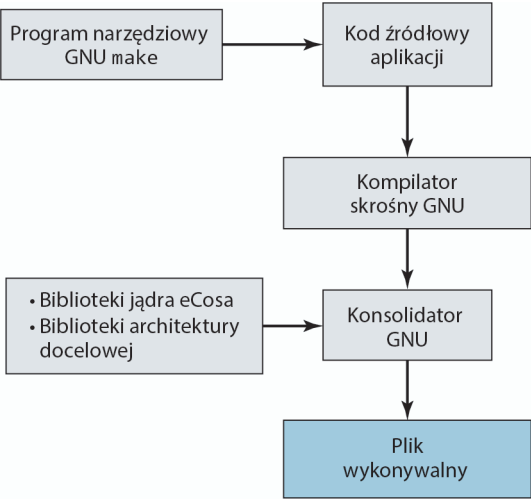 Program narzędziowy
GNU make
Kod źródłowy
aplikacji
Kompilator
skrośny GNU
• Biblioteki jądra eCosa
• Biblioteki architektury
docelowej
Konsolidator
GNU
Plik
wykonywalny